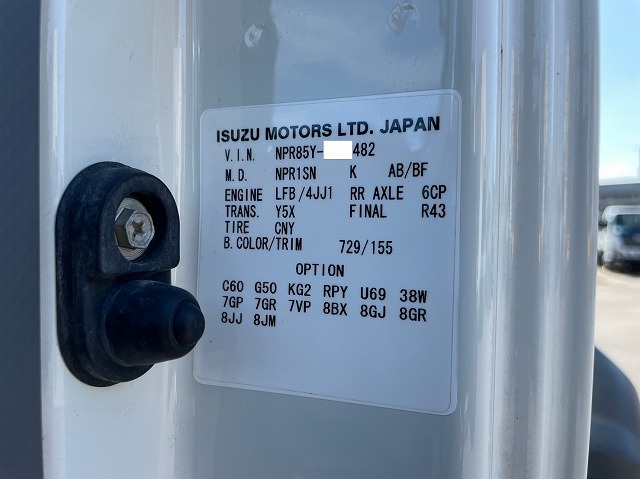 ISUZU MOTORS LTD. JAPAN
V.I.N. NPR85Y- 482
M.D. NPR1SN K AB/BF
ENGINE LFB/4JJ1 RR AXLE 6CP
TRANS. Y5X FINAL R43
TIRE CNY
B.COLOR/TRIM 729/155
OPTION
C60 G50 KG2 RPY U69 38W
7GP 7GR 7VP 8BX 8GJ 8GR
8JJ 8JM